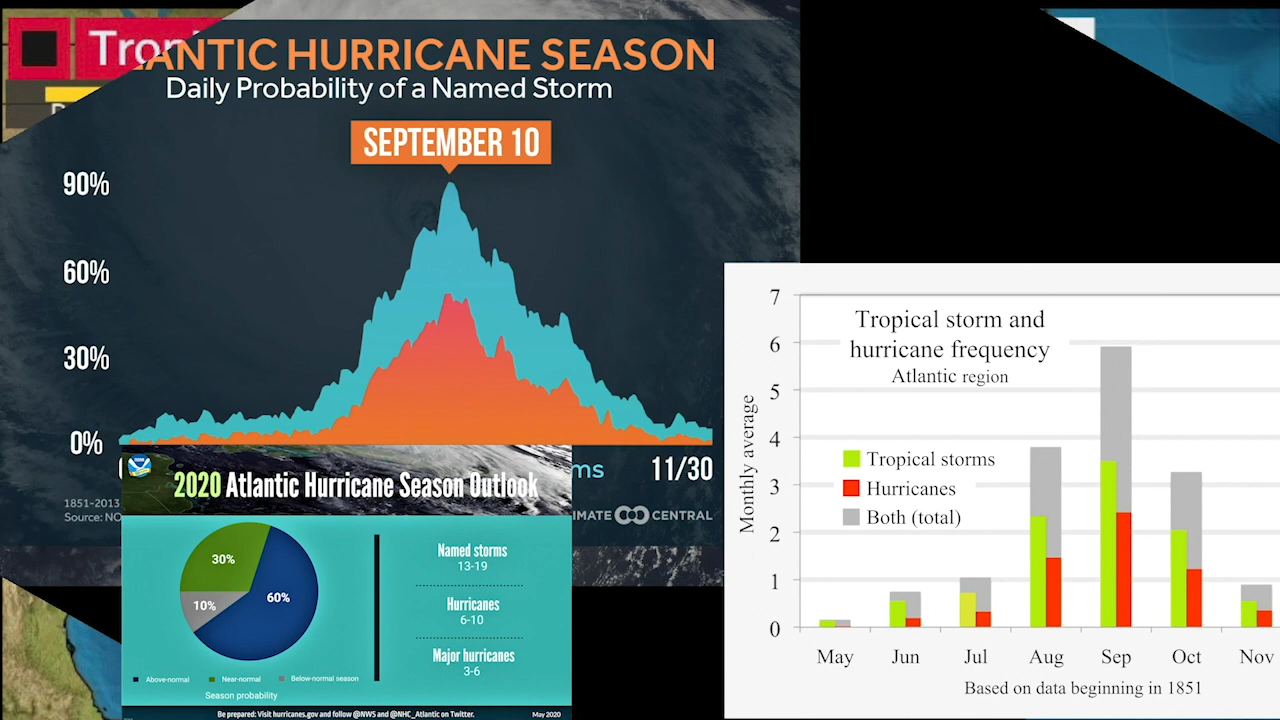 Tro
ANTIC HURRICANE SEASON
Daily Probability of a Named Storm
SEPTEMBER 10
90%
60%
30%
0%
ms
11/30
1851-2013
Source: NO
IMATE CENTRAL
2020 Atlantic Hurricane Season Outlook
30%
10%
60%
Above-normal
Near-normal
Below-normal season
Season probability
Named storms
13-19
Hurricanes
6-10
Major hurricanes
3-6
Be prepared: Visit hurricanes.gov and follow @NWS and @NHC_Atlantic on Twitter.
May 2020
Tropical storm and
hurricane frequency
Atlantic region
Monthly average
7
6
5
4
3
2
1
0
Tropical storms
Hurricanes
Both (total)
May Jun Jul Aug Sep Oct Nov
Based on data beginning in 1851